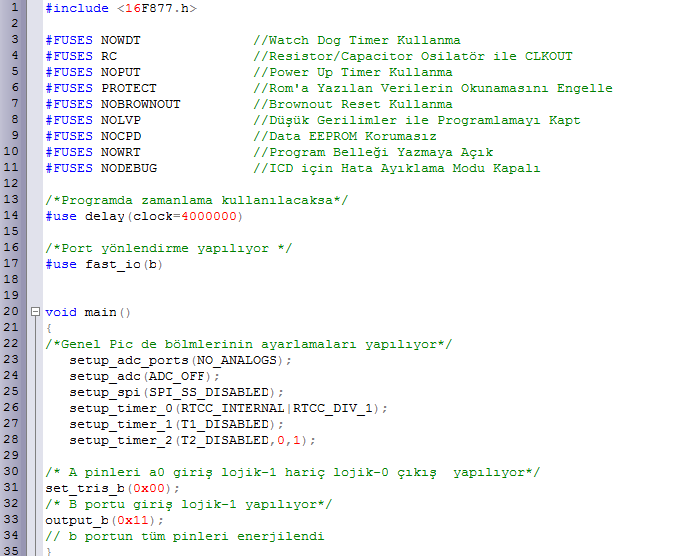 1 #include <16F877.h>
2
3 #FUSES NOWDT //Watch Dog Timer Kullanma
4 #FUSES RC //Resistor/Capacitor Osilatör ile CLKOUT
5 #FUSES NOPUT //Power Up Timer Kullanma
6 #FUSES PROTECT //Rom'a Yazılan Verilerin Okunamasını Engelle
7 #FUSES NOBROWNOUT //Brownout Reset Kullanma
8 #FUSES NOLVP //Düşük Gerilimler ile Programlamayı Kapt
9 #FUSES NOCPD //Data EEPROM Korumasız
10 #FUSES NOWRT //Program Belleği Yazmaya Açık
11 #FUSES NODEBUG //ICD için Hata Ayıklama Modu Kapalı
12
13 /*Programda zamanlama kullanılacaksa*/
14 #use delay(clock=4000000)
15
16 /*Port yönlendirme yapılıyor */
17 #use fast_io(b)
18
19
20 void main()
21 {
22 /*Genel Pic de bölmlerinin ayarlamaları yapılıyor*/
23 setup_adc_ports(NO_ANALOGS);
24 setup_adc(ADC_OFF);
25 setup_spi(SPI_SS_DISABLED);
26 setup_timer_0(RTCC_INTERNAL|RTCC_DIV_1);
27 setup_timer_1(T1_DISABLED);
28 setup_timer_2(T2_DISABLED,0,1);
29
30 /* A pinleri a0 giriş lojik-1 hariç lojik-0 çıkış  yapılıyor*/
31 set_tris_b(0x00);
32 /* B portu giriş lojik-1 yapılıyor*/
33 output_b(0x11);
34 // b portun tüm pinleri enerjilendi
35 }